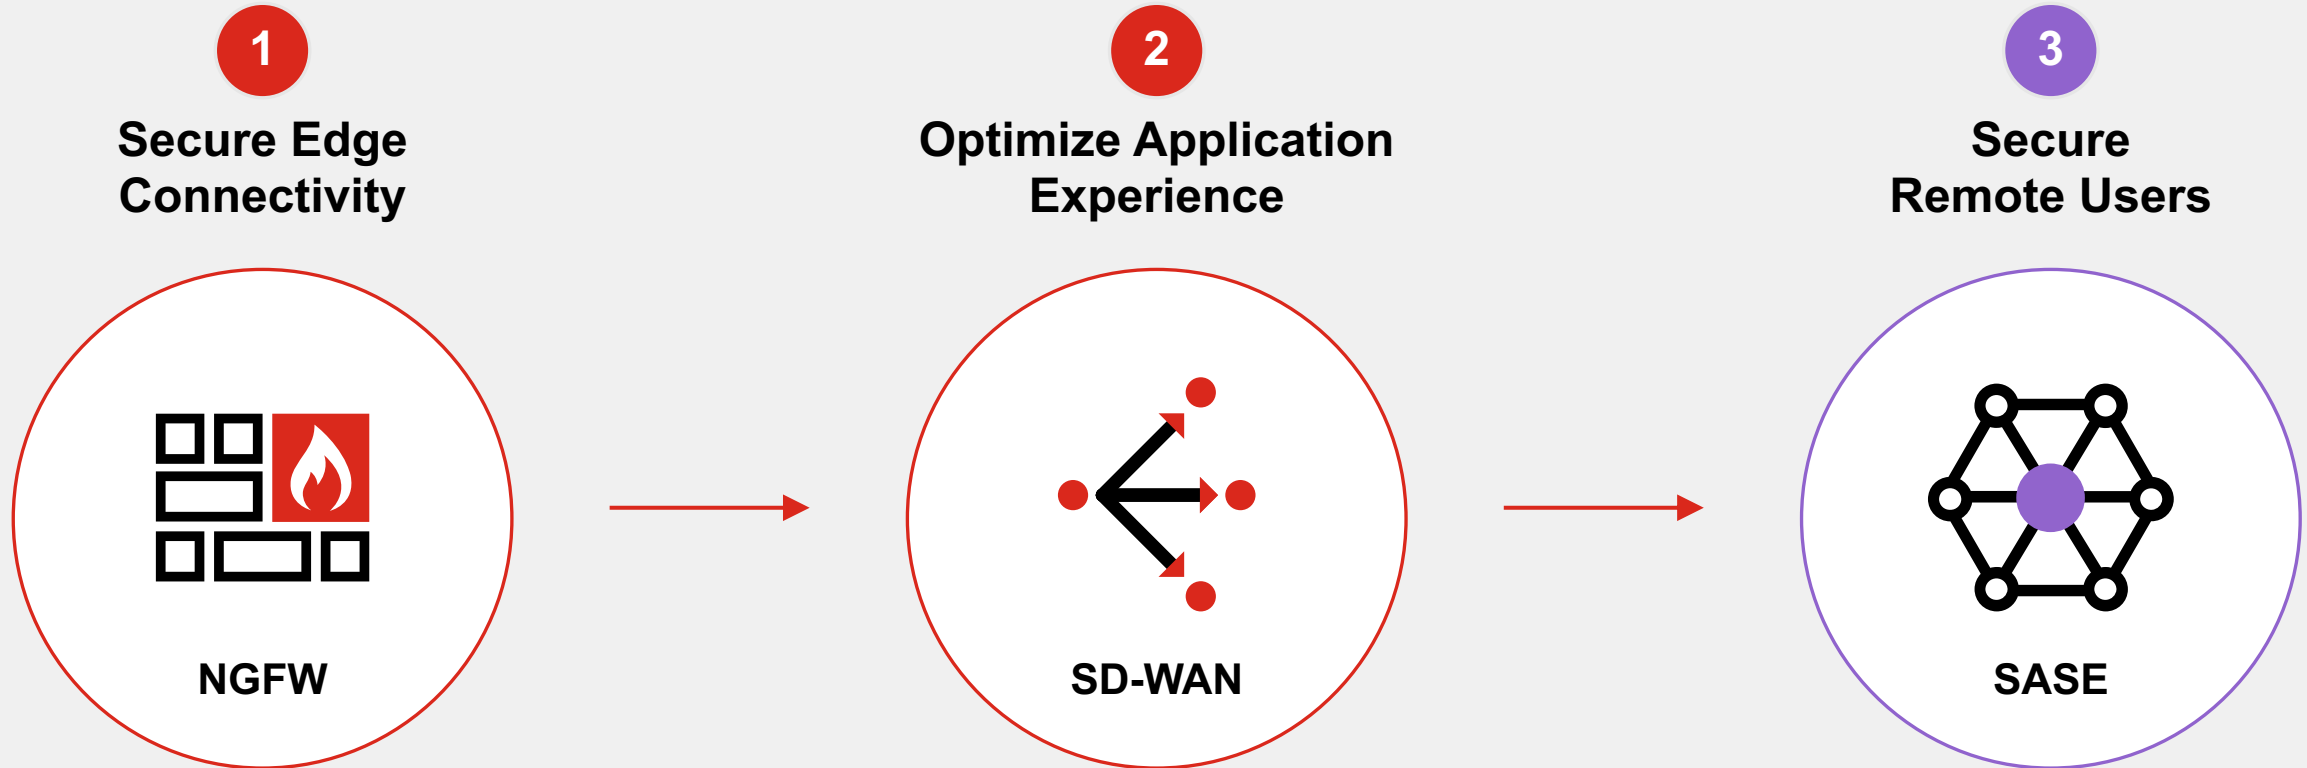 1
Secure Edge
Connectivity
NGFW
2
Optimize Application
Experience
SD-WAN
3
Secure
Remote Users
SASE